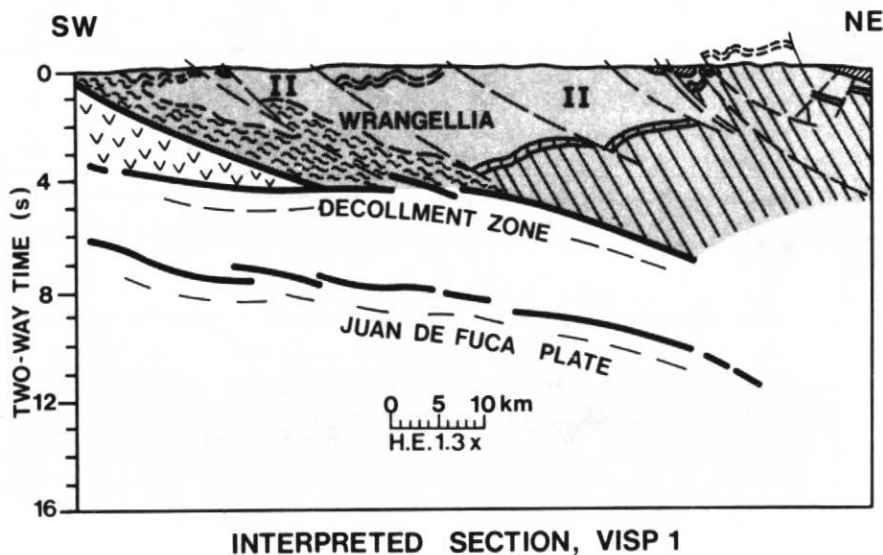 SW NE
0
II II
WRANGELLIA
4
DECOLLMENT ZONE
8
JUAN DE FUCA PLATE
12
0 5 10 km
H.E. 1.3 x
16
TWO-WAY TIME (s)
INTERPRETED SECTION, VISP 1